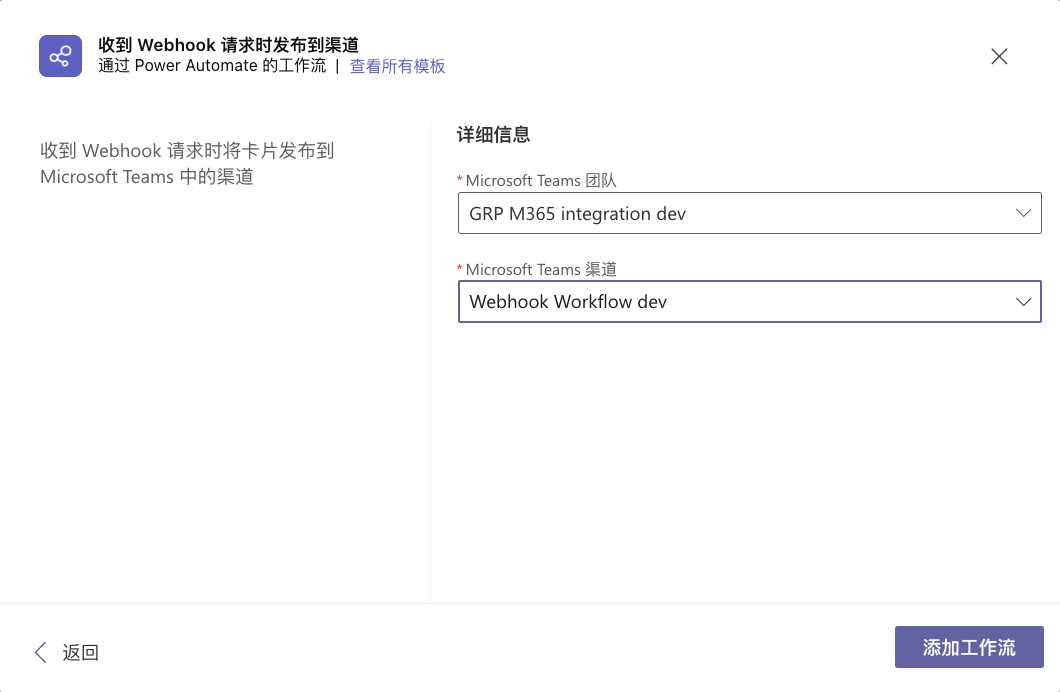 收到 Webhook 请求时发布到渠道
通过 Power Automate 的工作流 | 查看所有模板
收到 Webhook 请求时将卡片发布到
Microsoft Teams 中的渠道
详细信息
*Microsoft Teams 团队
GRP M365 integration dev
*Microsoft Teams 渠道
Webhook Workflow dev
返回
添加工作流